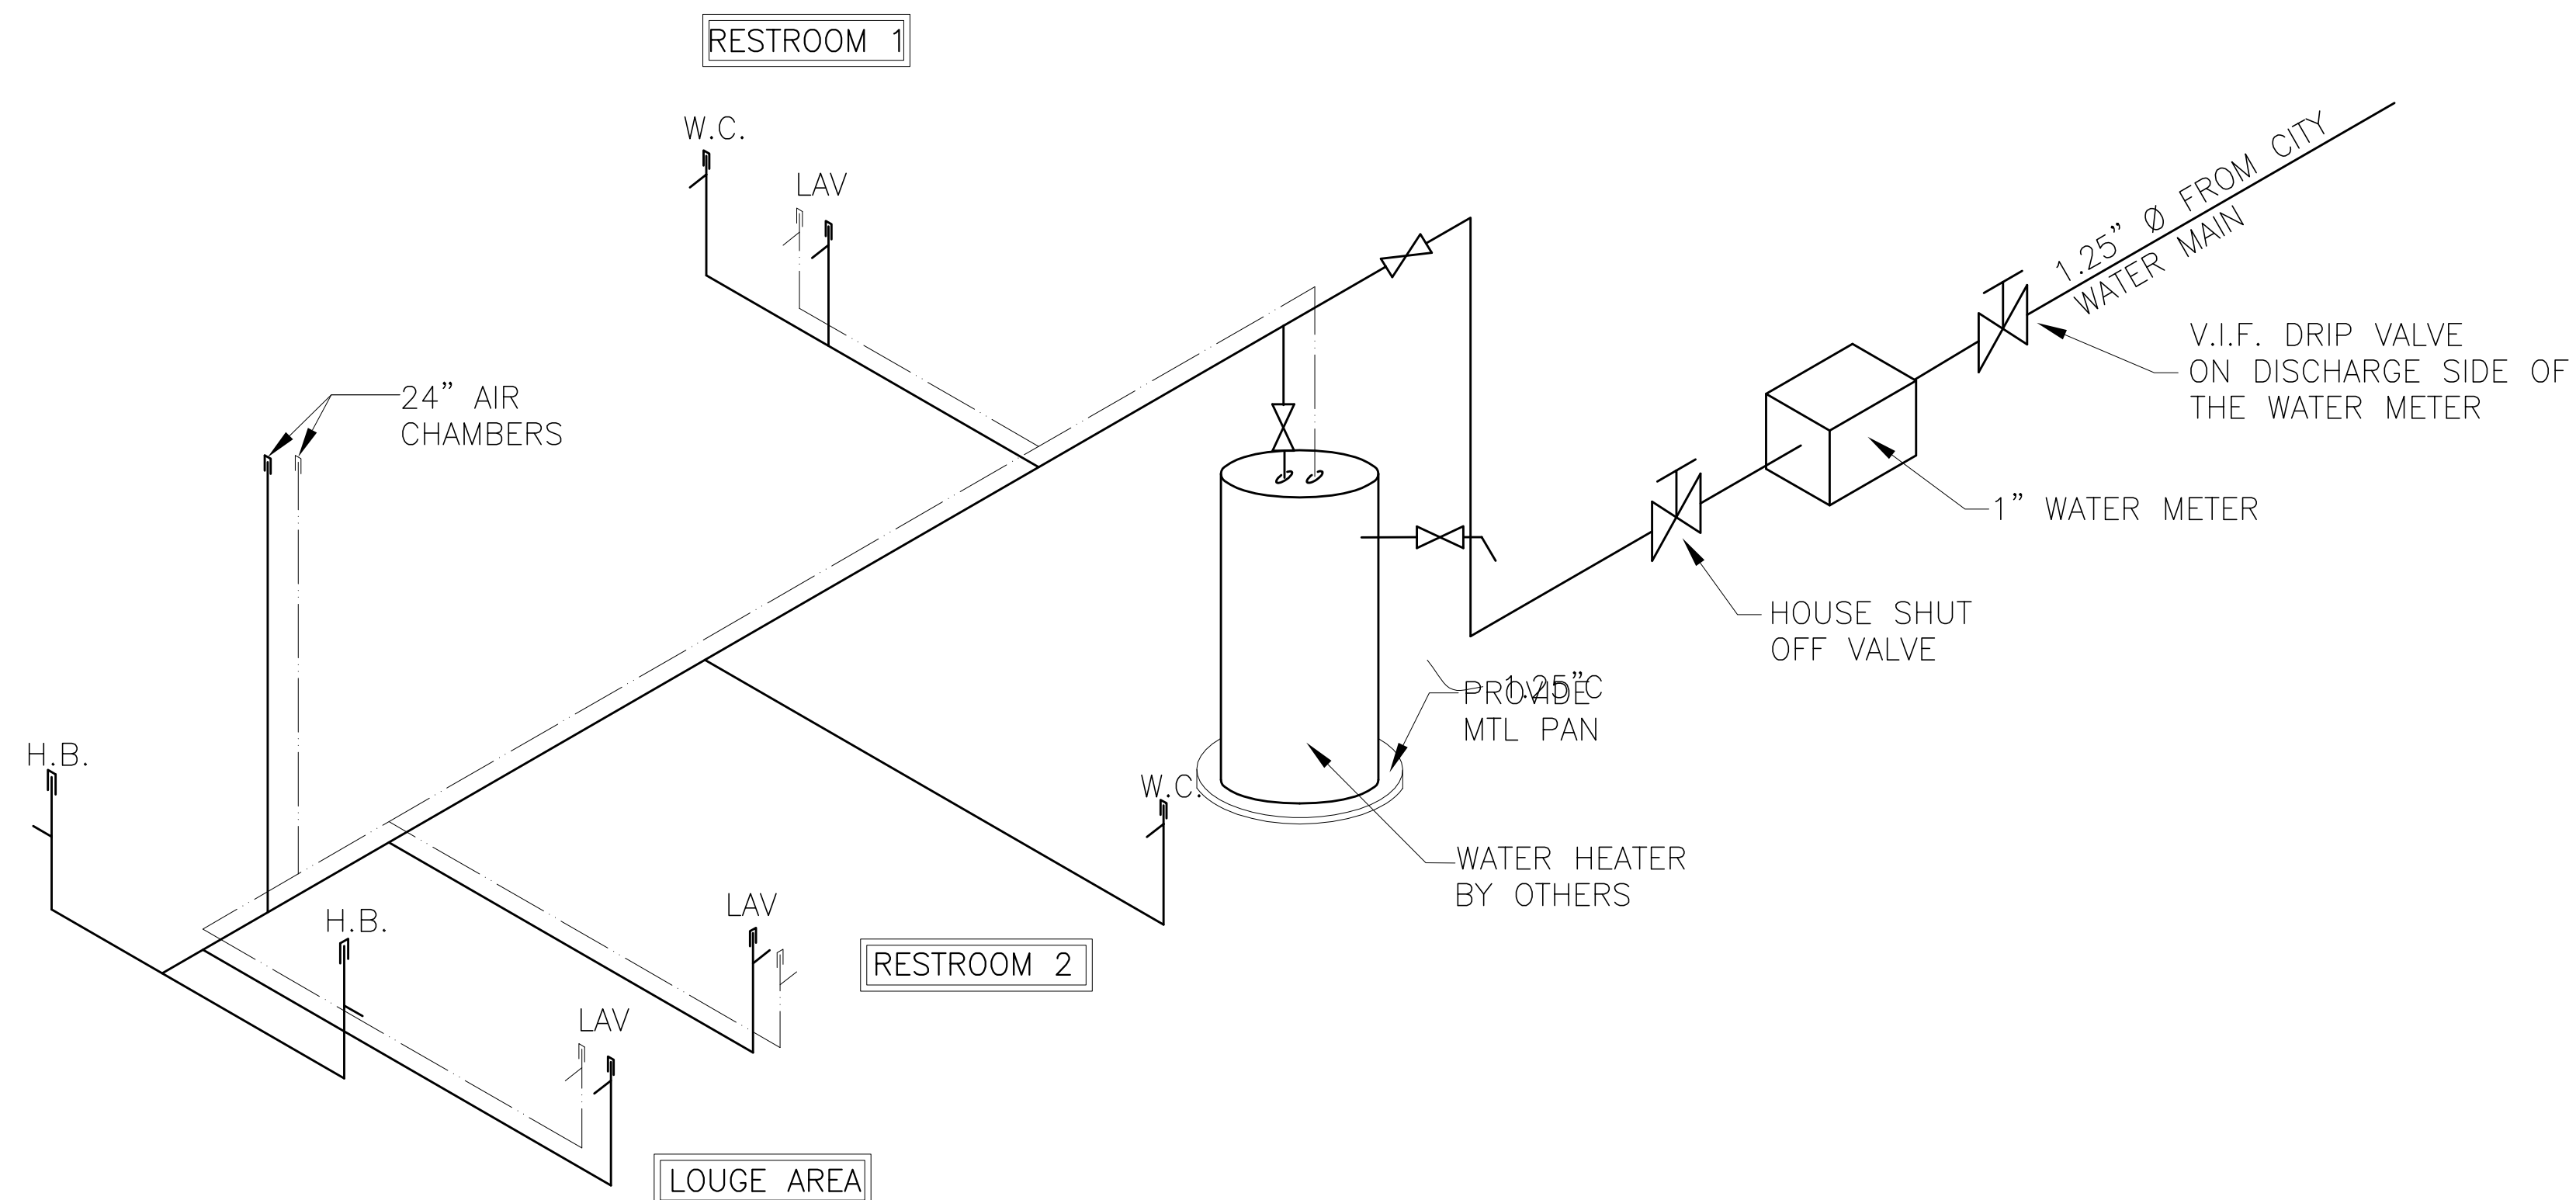 RESTROOM 1
W.C.
LAV
1.25" Ø FROM CITY
WATER MAIN
V.I.F. DRIP VALVE
ON DISCHARGE SIDE OF
THE WATER METER
24" AIR
CHAMBERS
1" WATER METER
HOUSE SHUT
OFF VALVE
1.25"C
PROVIDE
MTL PAN
H.B.
W.C.
WATER HEATER
BY OTHERS
LAV
H.B.
RESTROOM 2
LAV
LOUGE AREA